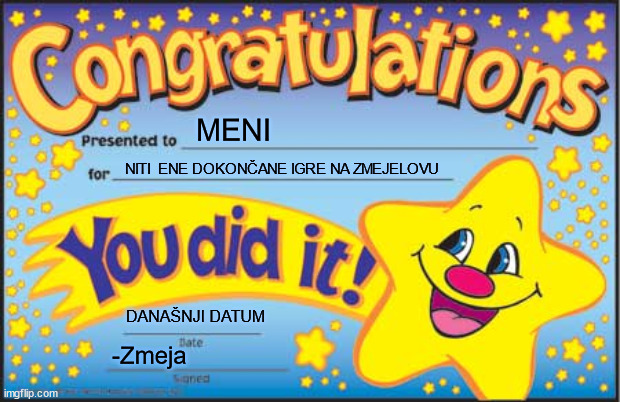 Congratulations
Presented to MENI
for NITI ENE DOKONČANE IGRE NA ZMEJELOVU
You did it!
DANAŠNJI DATUM
Date
-Zmeja
Signed
imgflip.com